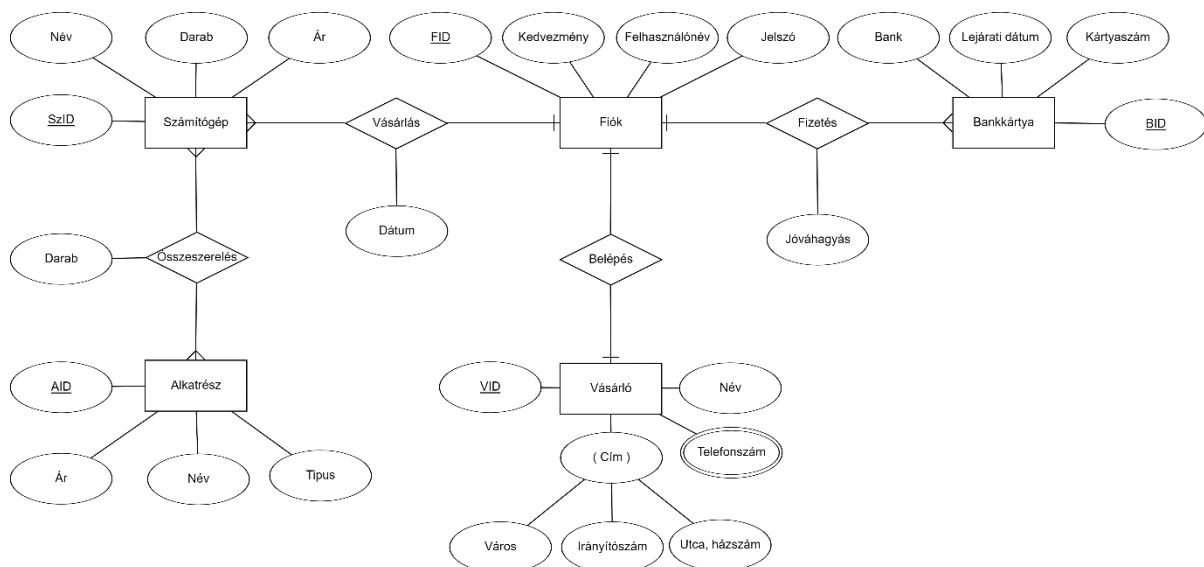 Név
Darab
Ár
FID
Kedvezmény
Felhasználónév
Jelszó
Bank
Lejárati dátum
Kártyaszám
SzID
Számítógép
Vásárlás
Fiók
Fizetés
Bankkártya
BID
Dátum
Jóváhagyás
Darab
Összeszerelés
Belépés
AID
Alkatrész
VID
Vásárló
Név
Telefonszám
( Cím )
Ár
Név
Tipus
Város
Irányítószám
Utca, házszám